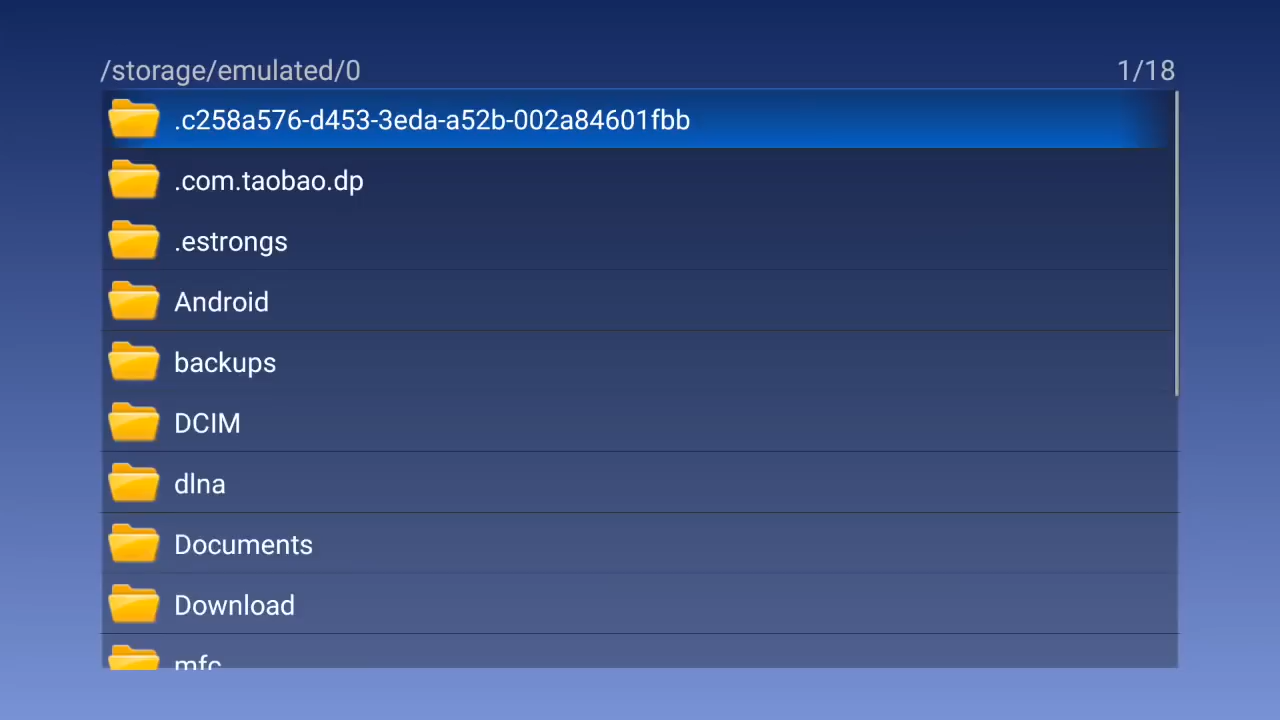 /storage/emulated/0 1/18
.c258a576-d453-3eda-a52b-002a84601fbb
.com.taobao.dp
.estrongs
Android
backups
DCIM
dlna
Documents
Download
mfc